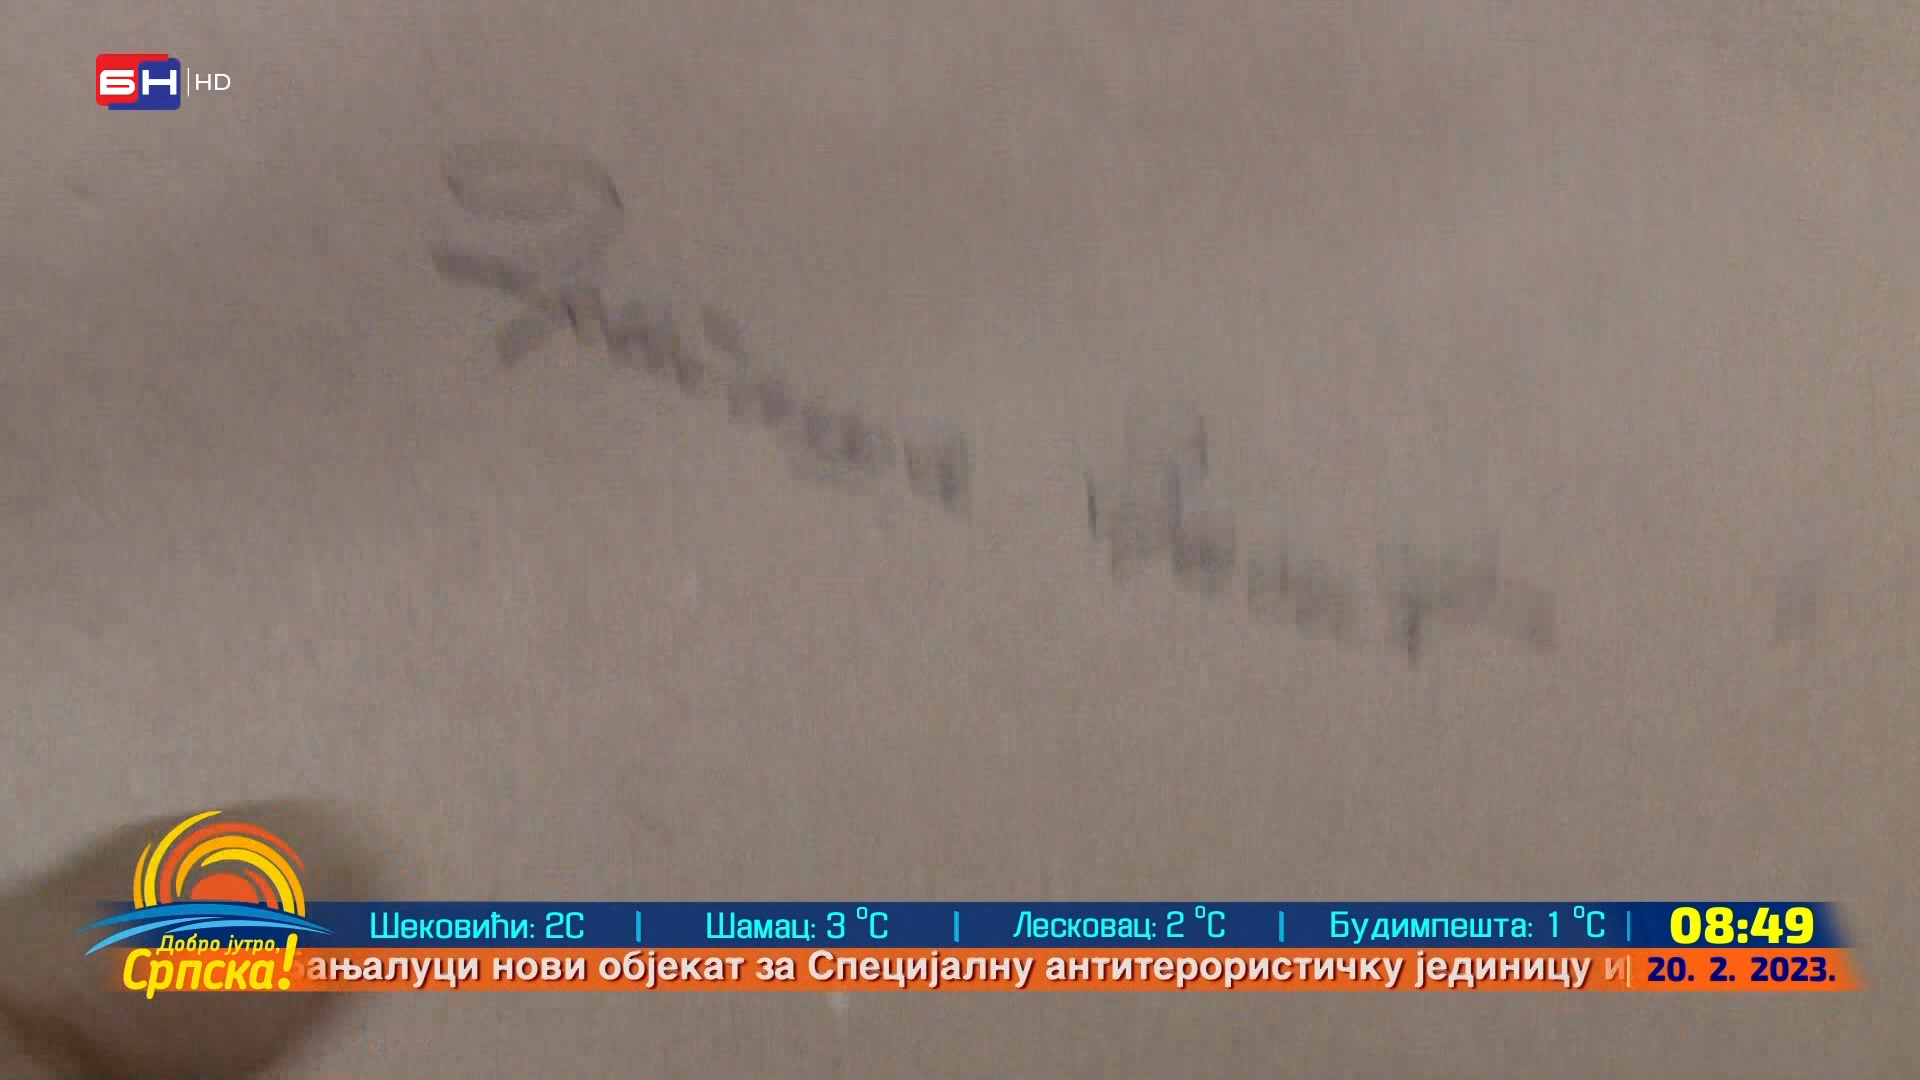 БН HD
Шековићи: 2C | Шамац: 3 °C | Лесковац: 2 °C | Будимпешта: 1 °C |
08:49
Добро јутро,
Српска!
ањалуци нови објекат за Специјалну антитерористичку јединицу и
20. 2. 2023.